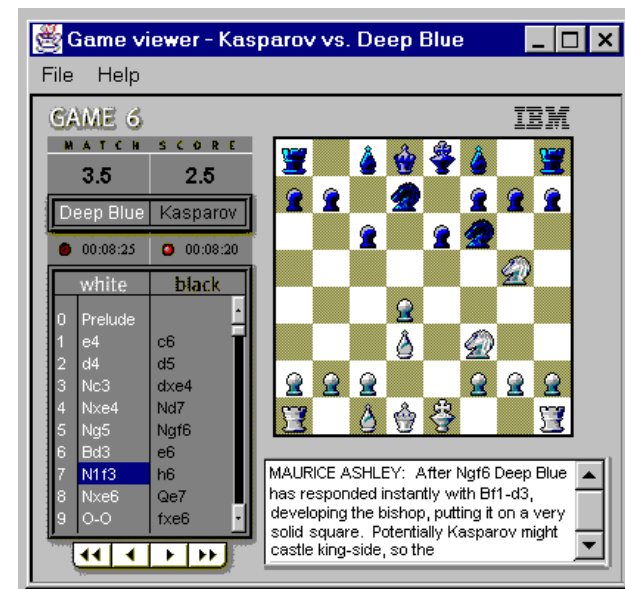 Game viewer - Kasparov vs. Deep Blue
File Help
GAME 6
IBM
MATCH SCORE
3.5 2.5
Deep Blue Kasparov
00:08:25 00:08:20
white black
0 Prelude
1 e4 c6
2 d4 d5
3 Nc3 dxe4
4 Nxe4 Nd7
5 Ng5 Ngf6
6 Bd3 e6
7 N1f3 h6
8 Nxe6 Qe7
9 O-O fxe6
MAURICE ASHLEY: After Ngf6 Deep Blue
has responded instantly with Bf1-d3,
developing the bishop, putting it on a very
solid square. Potentially Kasparov might
castle king-side, so the